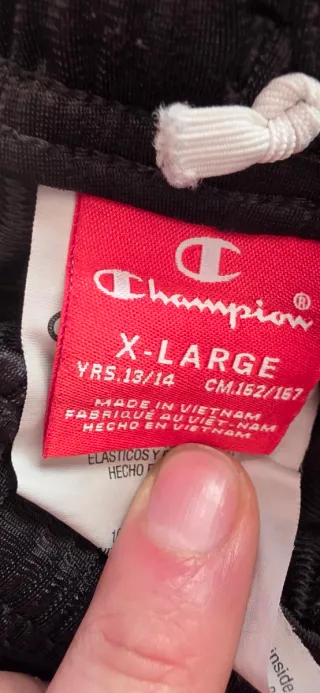 Champion®
X-LARGE
YRS.13/14 CM.152/167
MADE IN VIETNAM
FABRIQUÉ AU VIET-NAM
HECHO EN VIETNAM
ELASTICOS Y
HECHO
inside